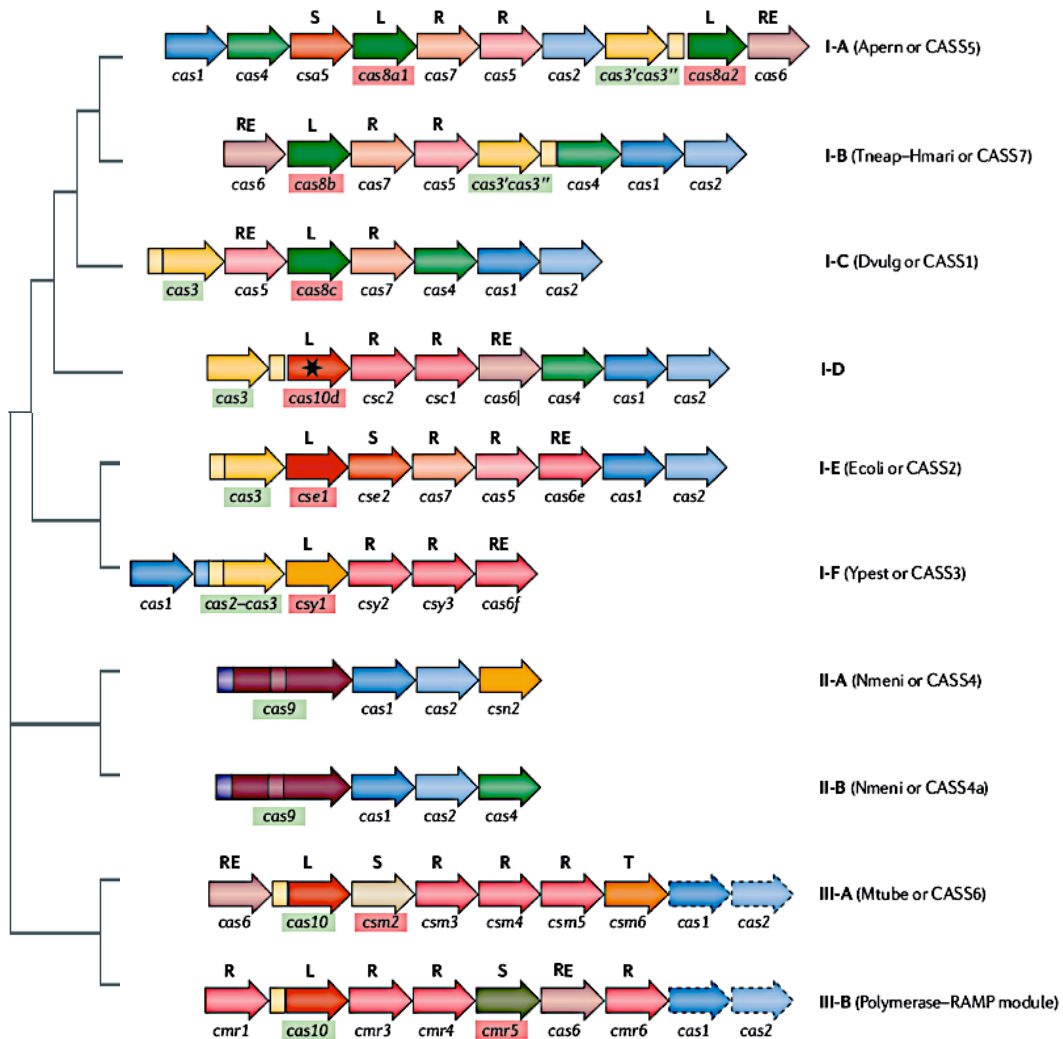 S L R R L RE
I-A (Apern or CASS5)
cas1 cas4 csa5 cas8a1 cas7 cas5 cas2 cas3'cas3" cas8a2 cas6
RE L R R
I-B (Tneap–Hmari or CASS7)
cas6 cas8b cas7 cas5 cas3'cas3" cas4 cas1 cas2
RE L R
I-C (Dvulg or CASS1)
cas3 cas5 cas8c cas7 cas4 cas1 cas2
L R R RE
I-D
cas3 cas10d csc2 csc1 cas6 cas4 cas1 cas2
L S R R RE
I-E (Ecoli or CASS2)
cas3 cse1 cse2 cas7 cas5 cas6e cas1 cas2
L R R RE
I-F (Ypest or CASS3)
cas1 cas2–cas3 csy1 csy2 csy3 cas6f
II-A (Nmeni or CASS4)
cas9 cas1 cas2 csn2
II-B (Nmeni or CASS4a)
cas9 cas1 cas2 cas4
RE L S R R R T
III-A (Mtube or CASS6)
cas6 cas10 csm2 csm3 csm4 csm5 csm6 cas1 cas2
R L R R S RE R
III-B (Polymerase–RAMP module)
cmr1 cas10 cmr3 cmr4 cmr5 cas6 cmr6 cas1 cas2